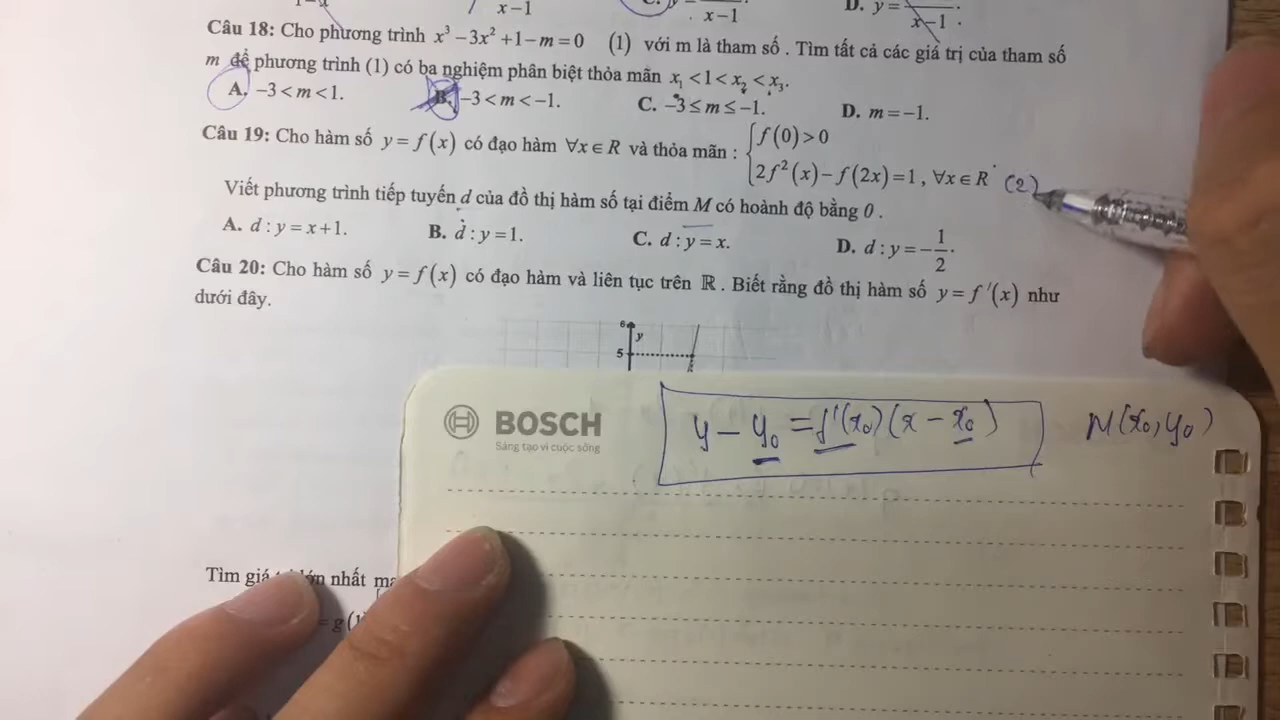 x−1
x−1
D. y=
x−1
Câu 18: Cho phương trình x³−3x²+1−m=0 (1) với m là tham số . Tìm tất cả các giá trị của tham số
m để phương trình (1) có ba nghiệm phân biệt thỏa mãn x₁<1<x₂<x₃.
A. −3<m<1. B. −3<m<−1. C. −3≤m≤−1. D. m=−1.
Câu 19: Cho hàm số y=f(x) có đạo hàm ∀x∈R và thỏa mãn : { f(0)>0
2f²(x)−f(2x)=1, ∀x∈R (2)
Viết phương trình tiếp tuyến d của đồ thị hàm số tại điểm M có hoành độ bằng 0 .
A. d:y=x+1. B. d:y=1. C. d:y=x. D. d:y=−1/2.
Câu 20: Cho hàm số y=f(x) có đạo hàm và liên tục trên ℝ. Biết rằng đồ thị hàm số y=f'(x) như
dưới đây.
6
y
5
BOSCH
Sáng tạo vì cuộc sống
y−y₀=f'(x₀)(x−x₀) M(x₀,y₀)
Tìm giá trị lớn nhất